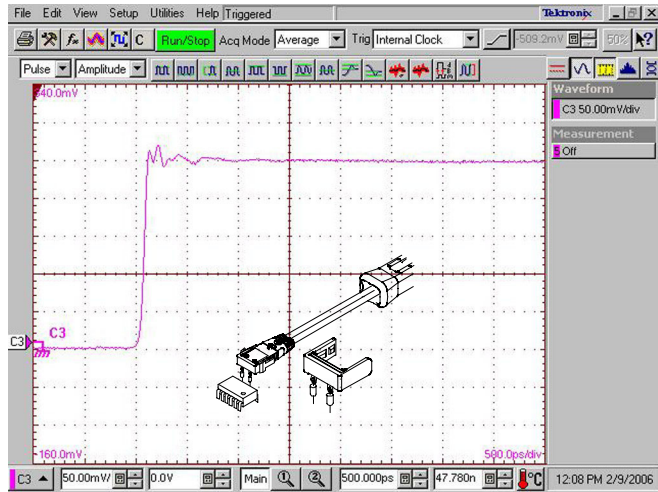 File Edit View Setup Utilities Help Triggered Tektronix
C Run/Stop Acq Mode Average Trig Internal Clock -509.2mV 50%
Pulse Amplitude
340.0mV
Waveform
C3 50.00mV/div
Measurement
5 Off
C3
C3
-160.0mV
500.0ps/div
C3 50.00mV/ 0.0V Main 500.000ps 47.780n °C 12:08 PM 2/9/2006